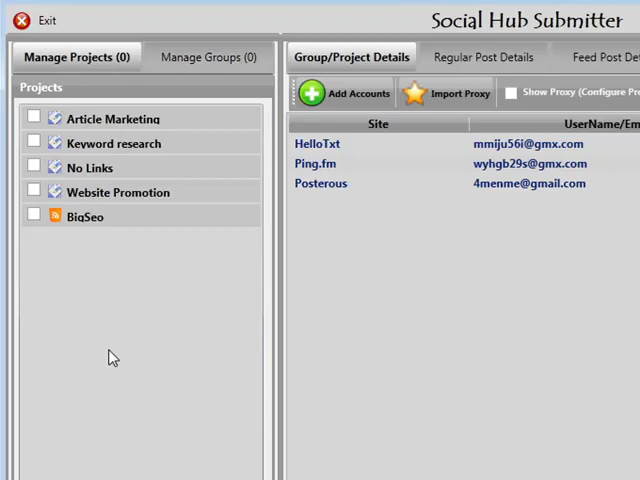 Exit
Social Hub Submitter
Manage Projects (0)
Manage Groups (0)
Projects
Article Marketing
Keyword research
No Links
Website Promotion
BigSeo
Group/Project Details
Regular Post Details
Feed Post De
Add Accounts
Import Proxy
Show Proxy (Configure Pr
Site
UserName/Em
HelloTxt
mmiju56i@gmx.com
Ping.fm
wyhgb29s@gmx.com
Posterous
4menme@gmail.com